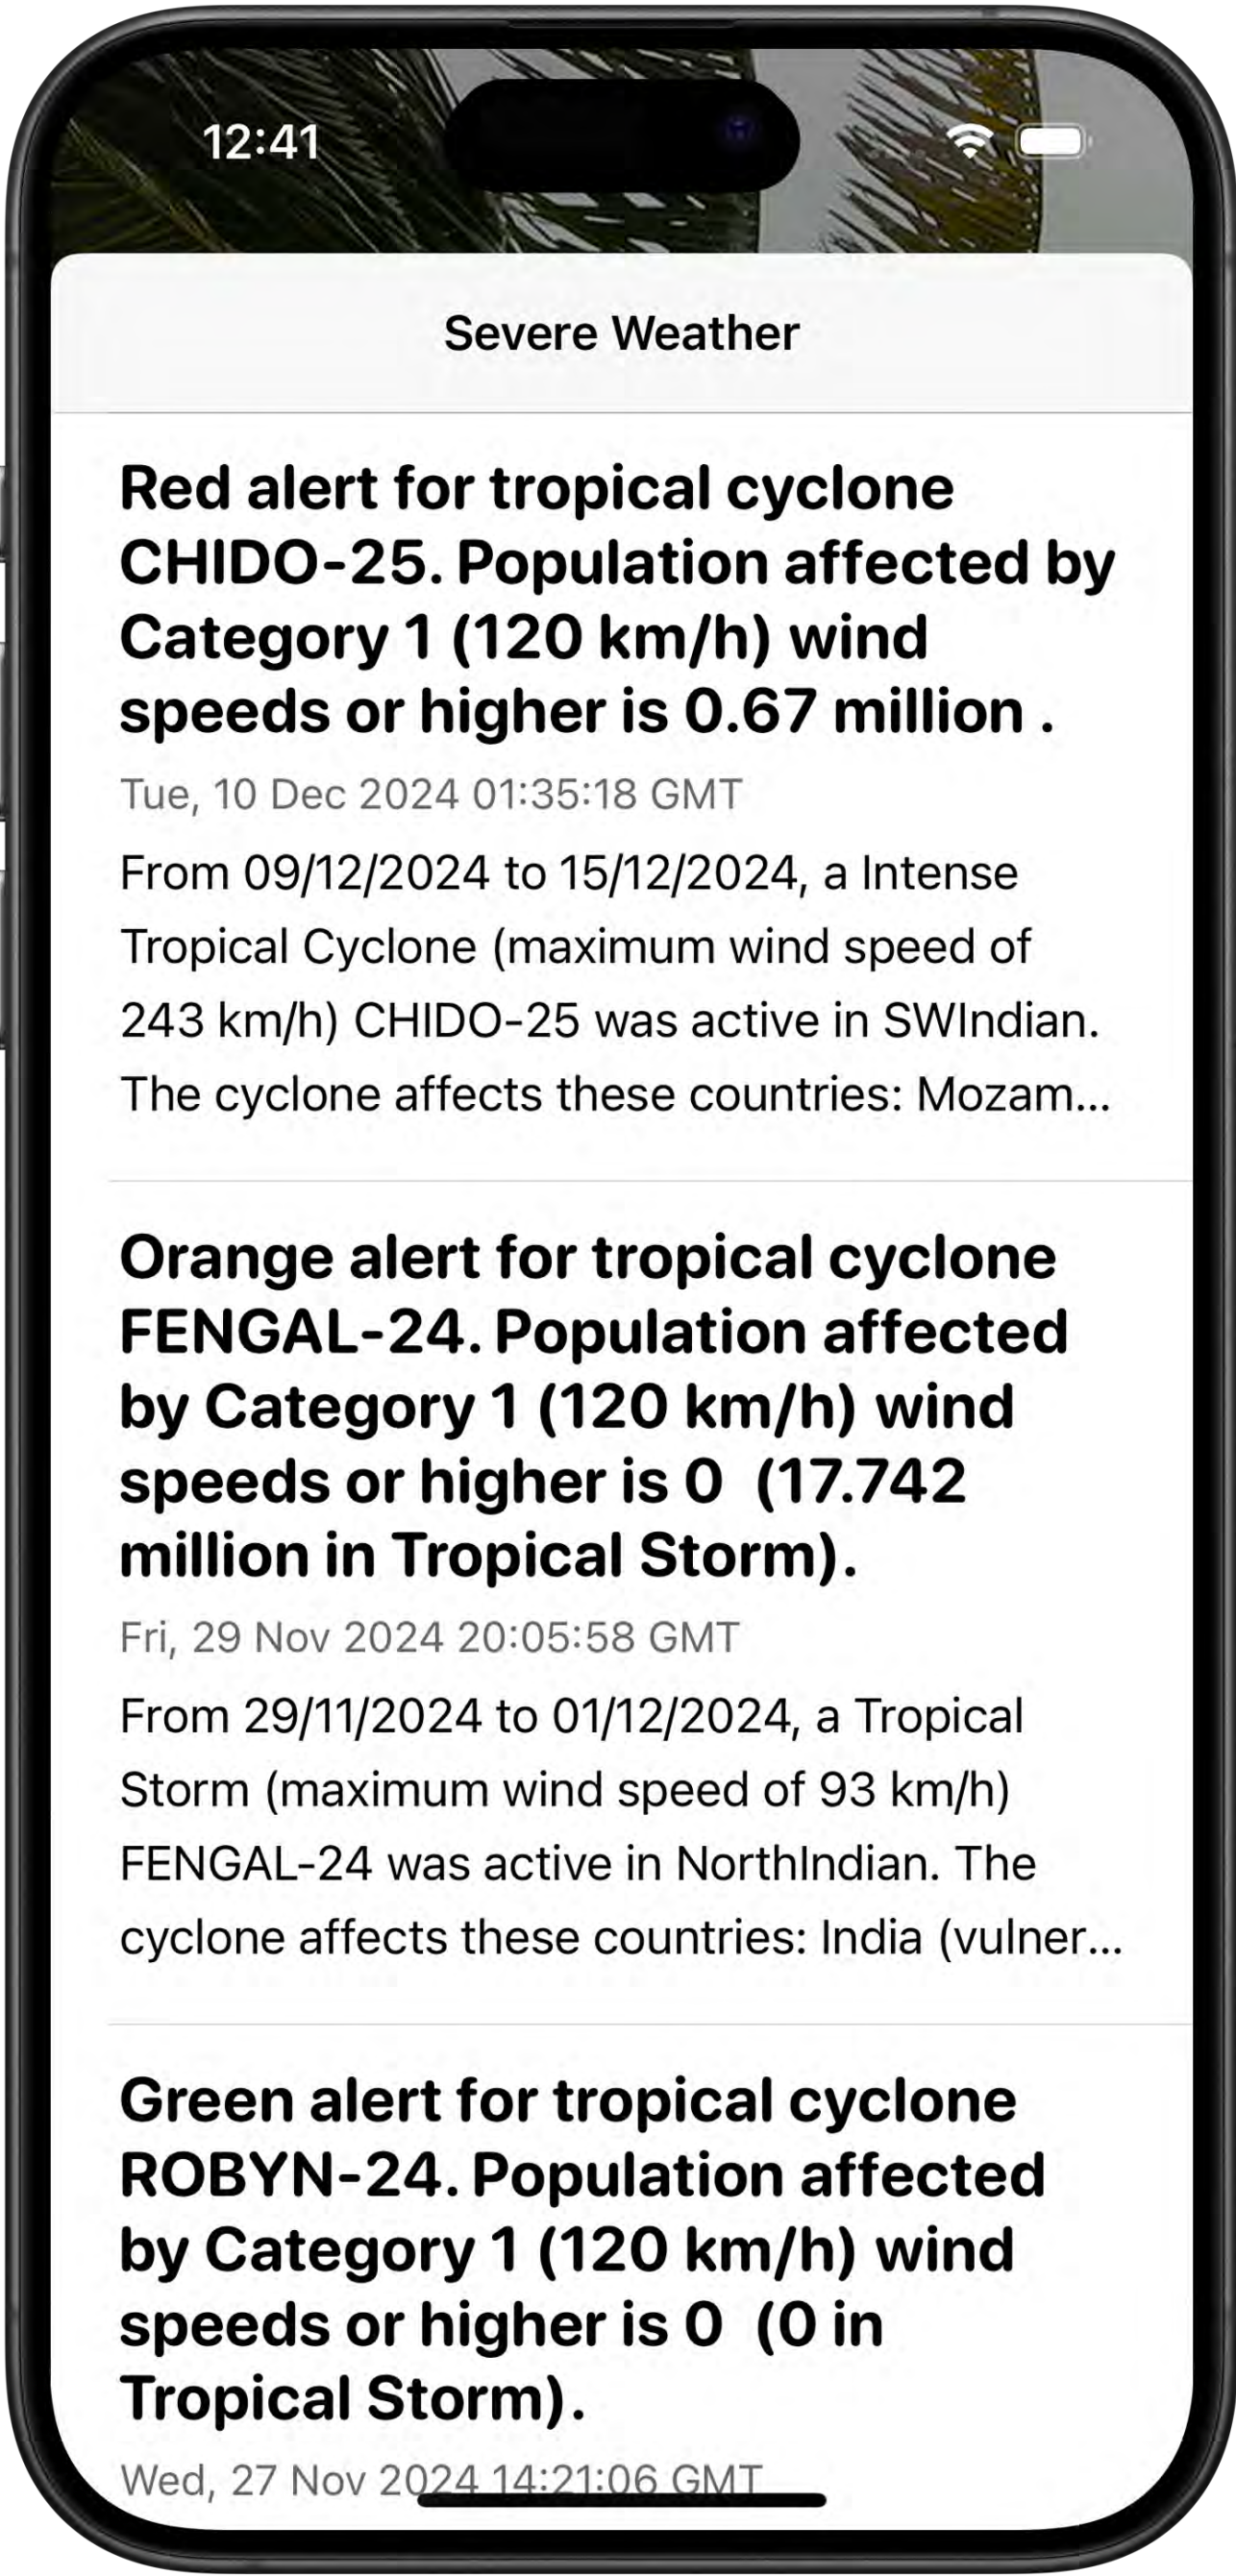 12:41
Severe Weather
Red alert for tropical cyclone
CHIDO-25. Population affected by
Category 1 (120 km/h) wind
speeds or higher is 0.67 million .
Tue, 10 Dec 2024 01:35:18 GMT
From 09/12/2024 to 15/12/2024, a Intense
Tropical Cyclone (maximum wind speed of
243 km/h) CHIDO-25 was active in SWIndian.
The cyclone affects these countries: Mozam...
Orange alert for tropical cyclone
FENGAL-24. Population affected
by Category 1 (120 km/h) wind
speeds or higher is 0  (17.742
million in Tropical Storm).
Fri, 29 Nov 2024 20:05:58 GMT
From 29/11/2024 to 01/12/2024, a Tropical
Storm (maximum wind speed of 93 km/h)
FENGAL-24 was active in NorthIndian. The
cyclone affects these countries: India (vulner...
Green alert for tropical cyclone
ROBYN-24. Population affected
by Category 1 (120 km/h) wind
speeds or higher is 0  (0 in
Tropical Storm).
Wed, 27 Nov 2024 14:21:06 GMT